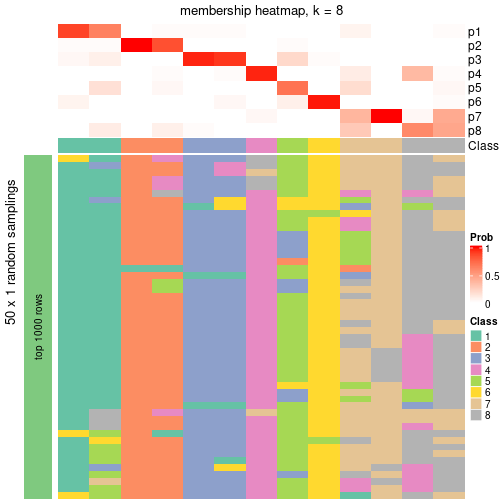 membership heatmap, k = 8
p1
p2
p3
p4
p5
p6
p7
p8
Class
50 x 1 random samplings
top 1000 rows
Prob
1
0.5
0
Class
1
2
3
4
5
6
7
8